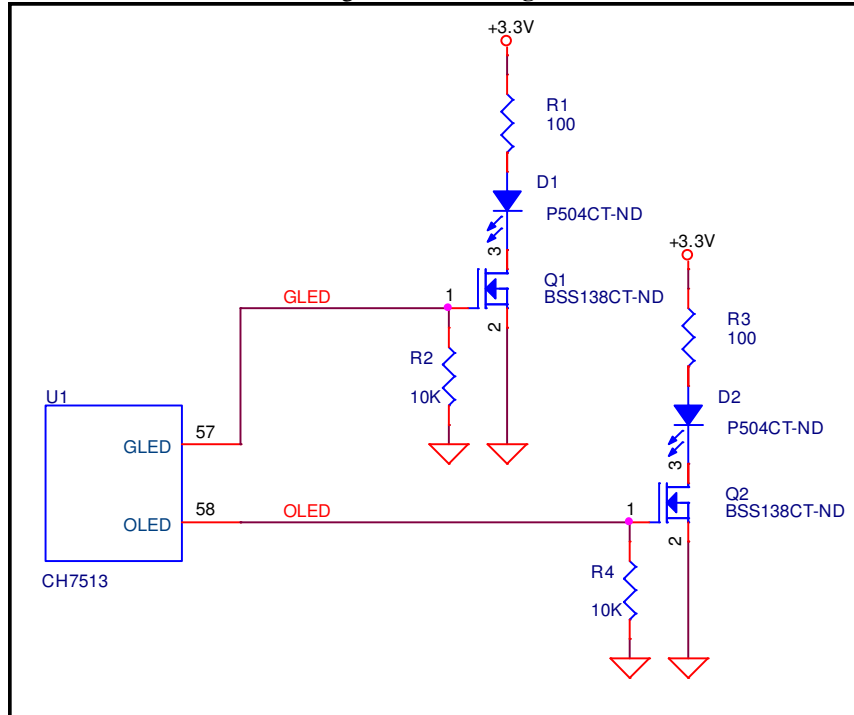 +3.3V
R1
100
D1
P504CT-ND
3
Q1
BSS138CT-ND
GLED
1
2
R2
10K
+3.3V
R3
100
D2
P504CT-ND
3
Q2
BSS138CT-ND
U1
GLED
57
OLED
58
OLED
1
2
R4
10K
CH7513